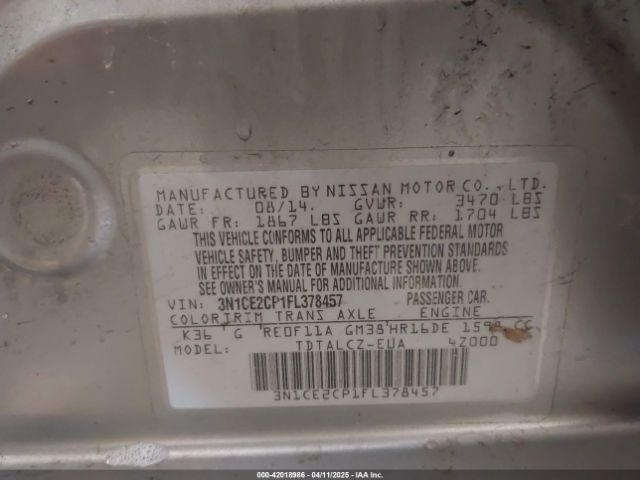 MANUFACTURED BY NISSAN MOTOR CO., LTD.
DATE: 08/14. GVWR: 3470 LBS
GAWR FR: 1867 LBS GAWR RR: 1704 LBS
THIS VEHICLE CONFORMS TO ALL APPLICABLE FEDERAL MOTOR
VEHICLE SAFETY, BUMPER AND THEFT PREVENTION STANDARDS
IN EFFECT ON THE DATE OF MANUFACTURE SHOWN ABOVE.
SEE OWNER'S MANUAL FOR ADDITIONAL INFORMATION.
VIN: 3N1CE2CP1FL378457 PASSENGER CAR.
COLOR TRIM TRANS AXLE ENGINE
K36 G RE0F11A GM38 HR16DE CC
MODEL: TDTALCZ-EUA 4Z000
3N1CE2CP1FL378457
000-42018986 - 04/11/2025 - IAA Inc.